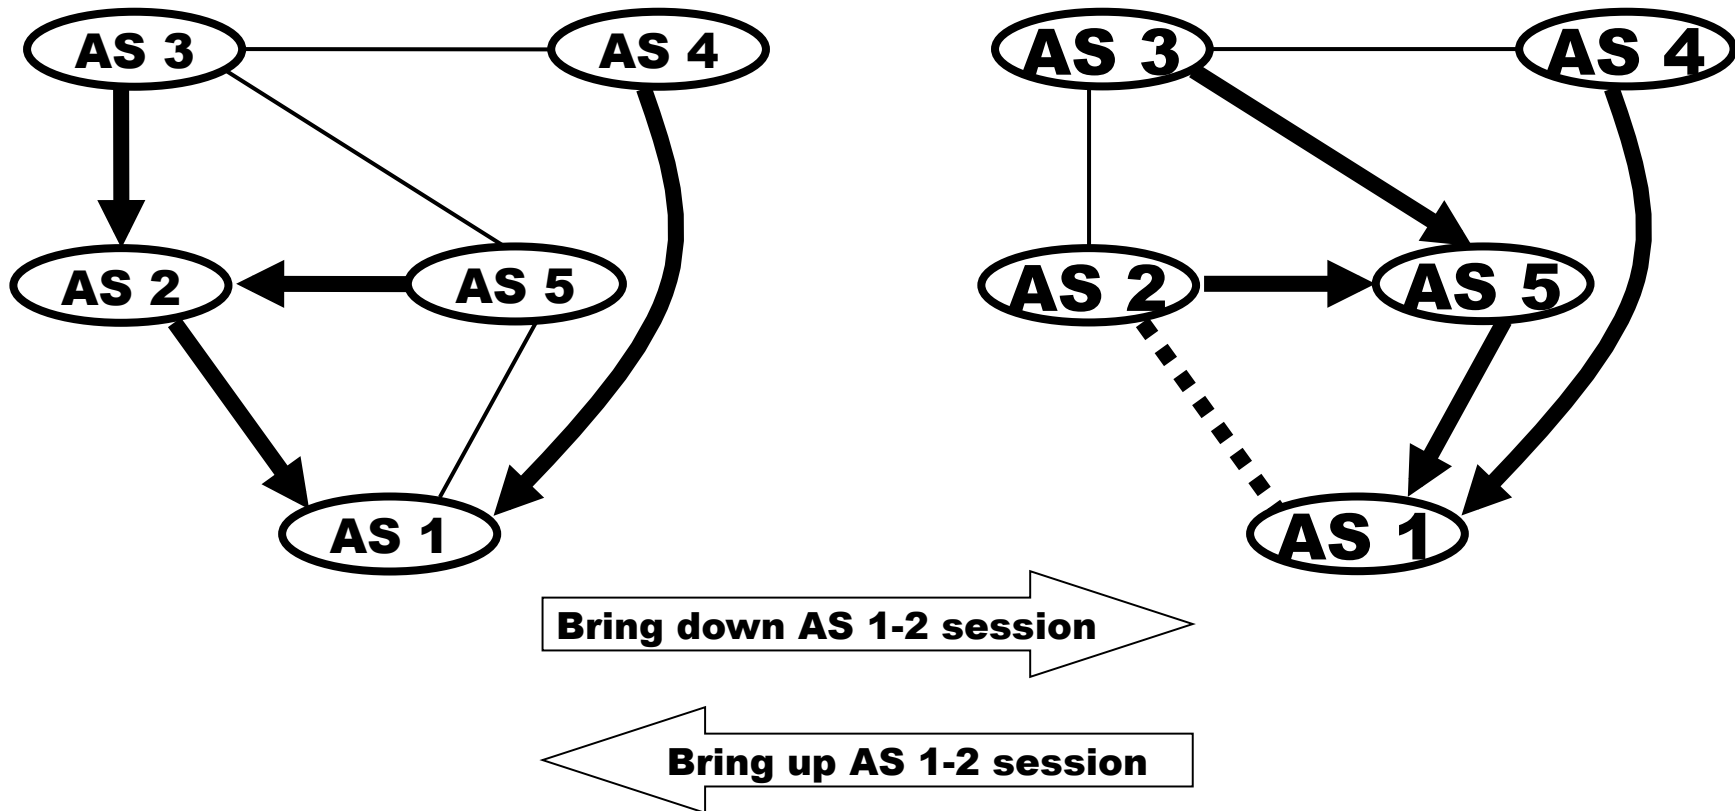 AS 3
AS 4
AS 3
AS 4
AS 2
AS 5
AS 2
AS 5
AS 1
AS 1
Bring down AS 1-2 session
Bring up AS 1-2 session